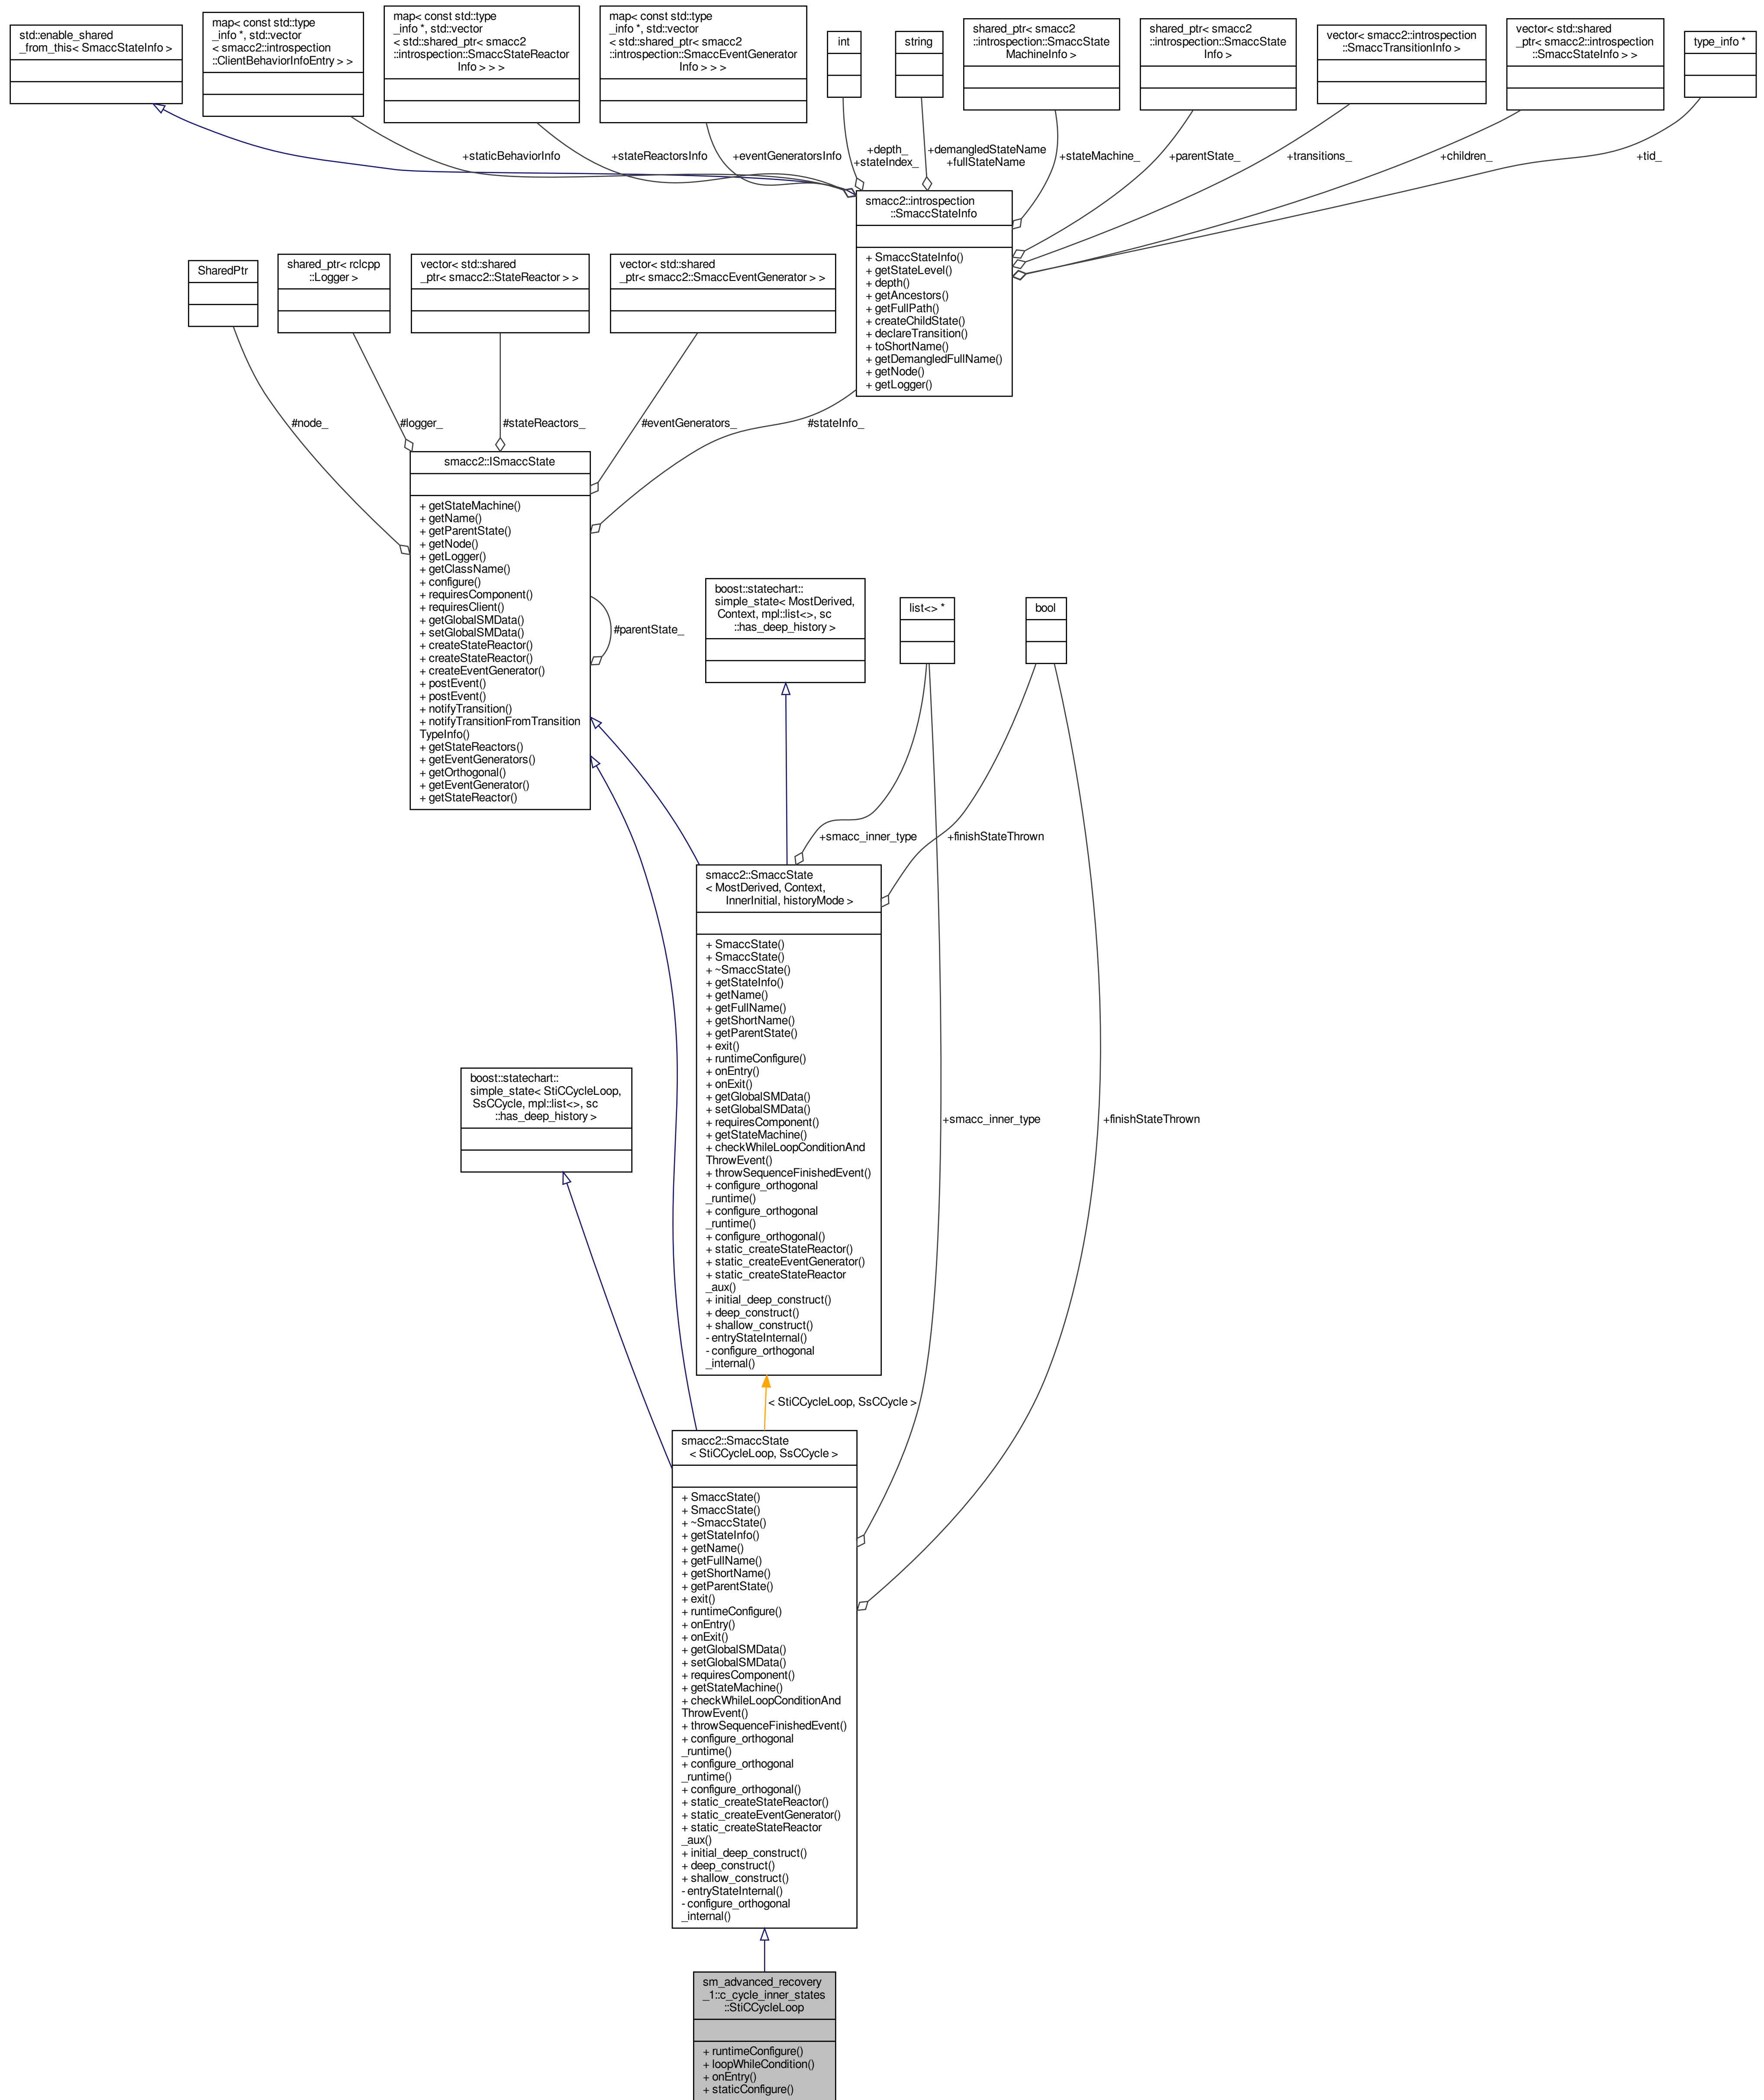 std::enable_shared
_from_this< SmaccStateInfo >
map< const std::type
_info *, std::vector
< smacc2::introspection
::ClientBehaviorInfoEntry > >
map< const std::type
_info *, std::vector
< std::shared_ptr< smacc2
::introspection::SmaccStateReactor
Info > > >
map< const std::type
_info *, std::vector
< std::shared_ptr< smacc2
::introspection::SmaccEventGenerator
Info > > >
int
string
shared_ptr< smacc2
::introspection::SmaccState
MachineInfo >
shared_ptr< smacc2
::introspection::SmaccState
Info >
vector< smacc2::introspection
::SmaccTransitionInfo >
vector< std::shared
_ptr< smacc2::introspection
::SmaccStateInfo > >
type_info *
+staticBehaviorInfo
+stateReactorsInfo
+eventGeneratorsInfo
+depth_
+stateIndex_
+demangledStateName
+fullStateName
+stateMachine_
+parentState_
+transitions_
+children_
+tid_
smacc2::introspection
::SmaccStateInfo
+ SmaccStateInfo()
+ getStateLevel()
+ depth()
+ getAncestors()
+ getFullPath()
+ createChildState()
+ declareTransition()
+ toShortName()
+ getDemangledFullName()
+ getNode()
+ getLogger()
SharedPtr
shared_ptr< rclcpp
::Logger >
vector< std::shared
_ptr< smacc2::StateReactor > >
vector< std::shared
_ptr< smacc2::SmaccEventGenerator > >
#node_
#logger_
#stateReactors_
#eventGenerators_
#stateInfo_
smacc2::ISmaccState
+ getStateMachine()
+ getName()
+ getParentState()
+ getNode()
+ getLogger()
+ getClassName()
+ configure()
+ requiresComponent()
+ requiresClient()
+ getGlobalSMData()
+ setGlobalSMData()
+ createStateReactor()
+ createStateReactor()
+ createEventGenerator()
+ postEvent()
+ postEvent()
+ notifyTransition()
+ notifyTransitionFromTransition
TypeInfo()
+ getStateReactors()
+ getEventGenerators()
+ getOrthogonal()
+ getEventGenerator()
+ getStateReactor()
#parentState_
boost::statechart::
simple_state< MostDerived,
Context, mpl::list<>, sc
::has_deep_history >
list<> *
bool
+smacc_inner_type
+finishStateThrown
smacc2::SmaccState
< MostDerived, Context,
InnerInitial, historyMode >
+ SmaccState()
+ SmaccState()
+ ~SmaccState()
+ getStateInfo()
+ getName()
+ getFullName()
+ getShortName()
+ getParentState()
+ exit()
+ runtimeConfigure()
+ onEntry()
+ onExit()
+ getGlobalSMData()
+ setGlobalSMData()
+ requiresComponent()
+ getStateMachine()
+ checkWhileLoopConditionAnd
ThrowEvent()
+ throwSequenceFinishedEvent()
+ configure_orthogonal
_runtime()
+ configure_orthogonal
_runtime()
+ configure_orthogonal()
+ static_createStateReactor()
+ static_createEventGenerator()
+ static_createStateReactor
_aux()
+ initial_deep_construct()
+ deep_construct()
+ shallow_construct()
- entryStateInternal()
- configure_orthogonal
_internal()
boost::statechart::
simple_state< StiCCycleLoop,
SsCCycle, mpl::list<>, sc
::has_deep_history >
+smacc_inner_type
+finishStateThrown
< StiCCycleLoop, SsCCycle >
smacc2::SmaccState
< StiCCycleLoop, SsCCycle >
+ SmaccState()
+ SmaccState()
+ ~SmaccState()
+ getStateInfo()
+ getName()
+ getFullName()
+ getShortName()
+ getParentState()
+ exit()
+ runtimeConfigure()
+ onEntry()
+ onExit()
+ getGlobalSMData()
+ setGlobalSMData()
+ requiresComponent()
+ getStateMachine()
+ checkWhileLoopConditionAnd
ThrowEvent()
+ throwSequenceFinishedEvent()
+ configure_orthogonal
_runtime()
+ configure_orthogonal
_runtime()
+ configure_orthogonal()
+ static_createStateReactor()
+ static_createEventGenerator()
+ static_createStateReactor
_aux()
+ initial_deep_construct()
+ deep_construct()
+ shallow_construct()
- entryStateInternal()
- configure_orthogonal
_internal()
sm_advanced_recovery
_1::c_cycle_inner_states
::StiCCycleLoop
+ runtimeConfigure()
+ loopWhileCondition()
+ onEntry()
+ staticConfigure()